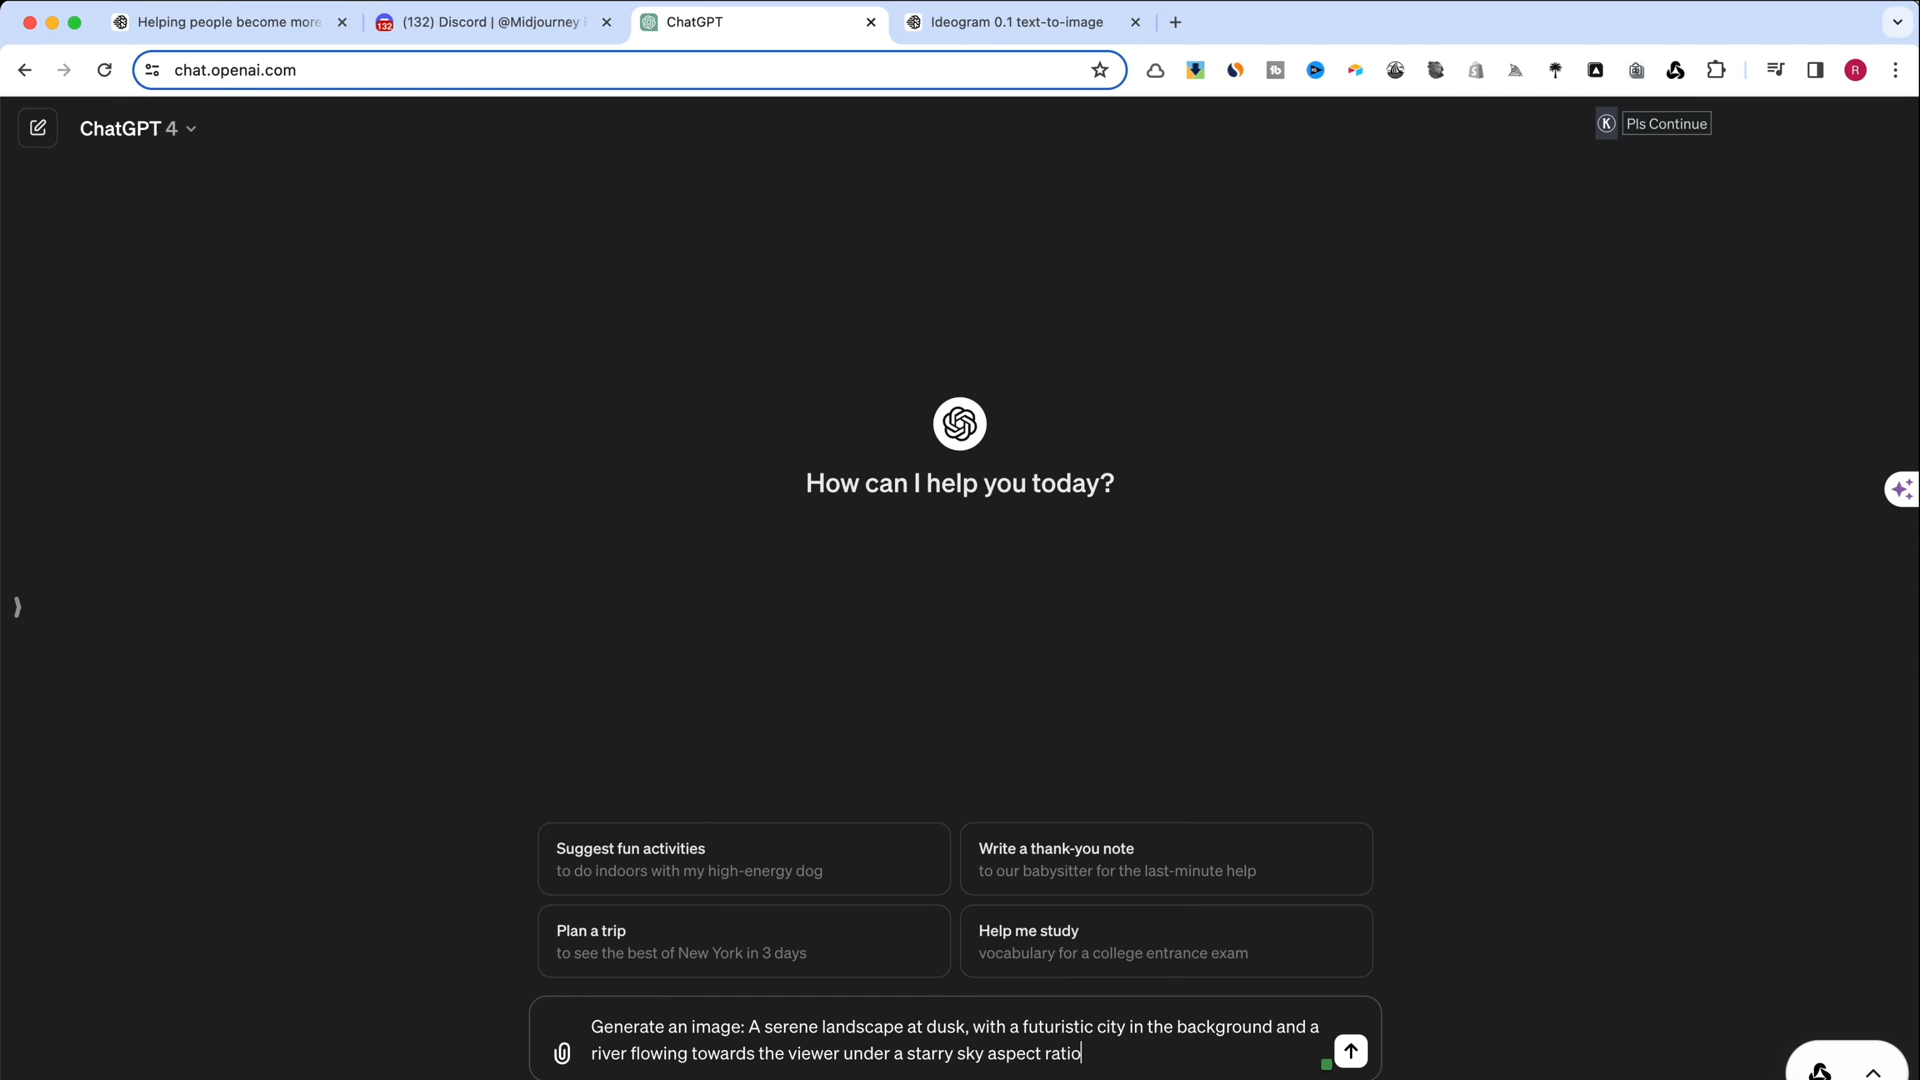 Helping people become more
132
(132) Discord | @Midjourney
ChatGPT
Ideogram 0.1 text-to-image
chat.openai.com
tb
R
ChatGPT 4
K
Pls Continue
How can I help you today?
Suggest fun activities
to do indoors with my high-energy dog
Write a thank-you note
to our babysitter for the last-minute help
Plan a trip
to see the best of New York in 3 days
Help me study
vocabulary for a college entrance exam
Generate an image: A serene landscape at dusk, with a futuristic city in the background and a
river flowing towards the viewer under a starry sky aspect ratio